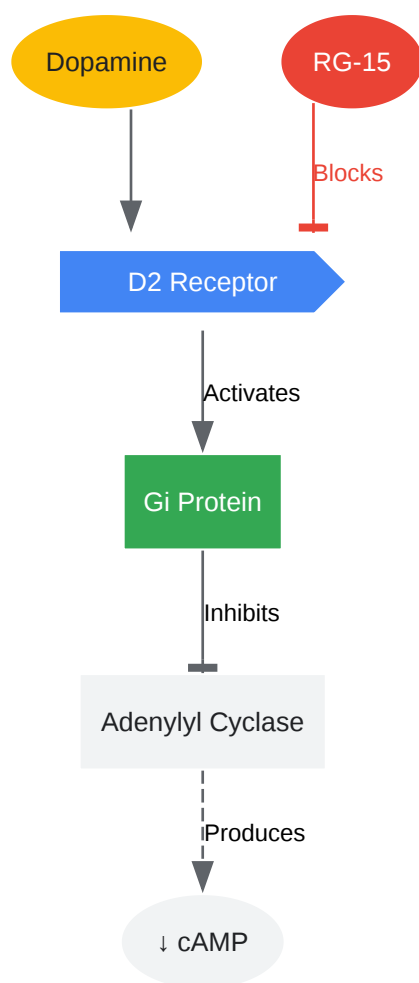 Dopamine
RG-15
Blocks
D2 Receptor
Activates
Gi Protein
Inhibits
Adenylyl Cyclase
Produces
↓ cAMP